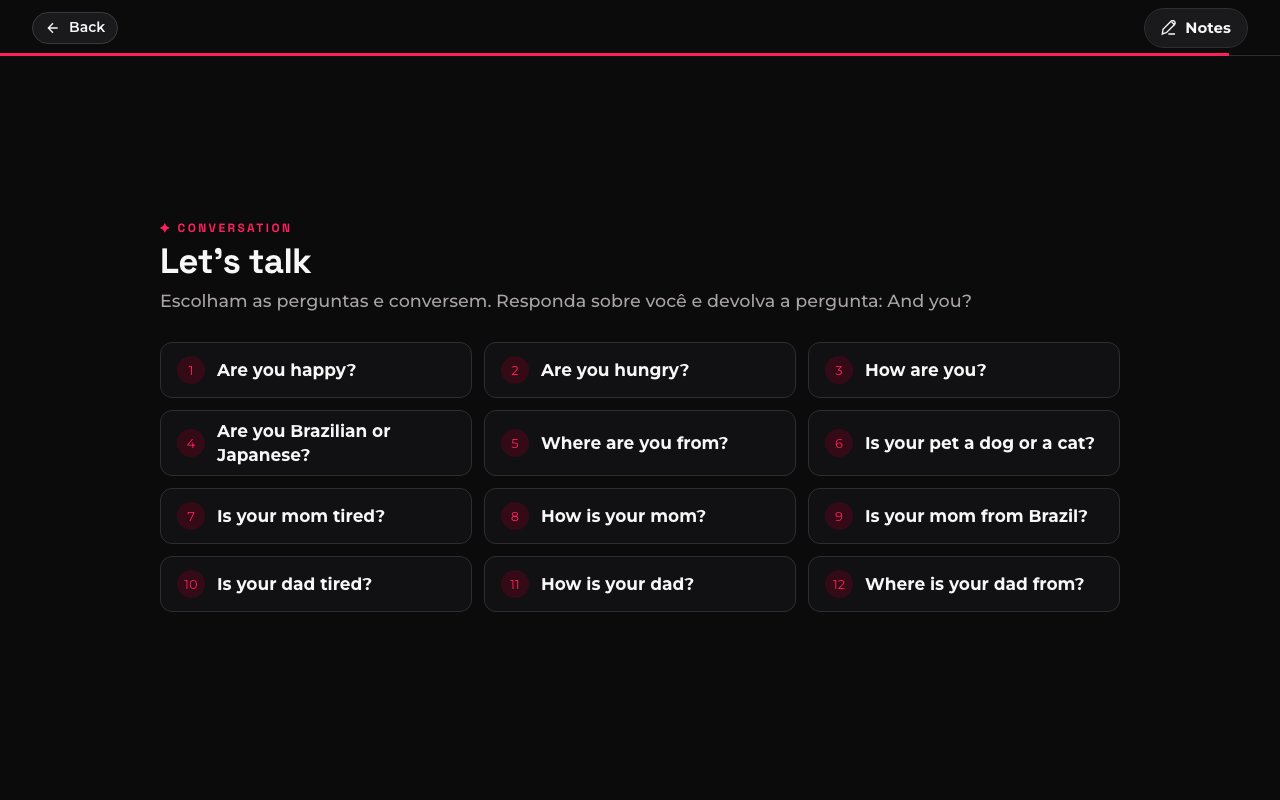 Back
Notes
CONVERSATION
Let's talk
Escolham as perguntas e conversem. Responda sobre você e devolva a pergunta: And you?
1 Are you happy?
2 Are you hungry?
3 How are you?
4 Are you Brazilian or
Japanese?
5 Where are you from?
6 Is your pet a dog or a cat?
7 Is your mom tired?
8 How is your mom?
9 Is your mom from Brazil?
10 Is your dad tired?
11 How is your dad?
12 Where is your dad from?